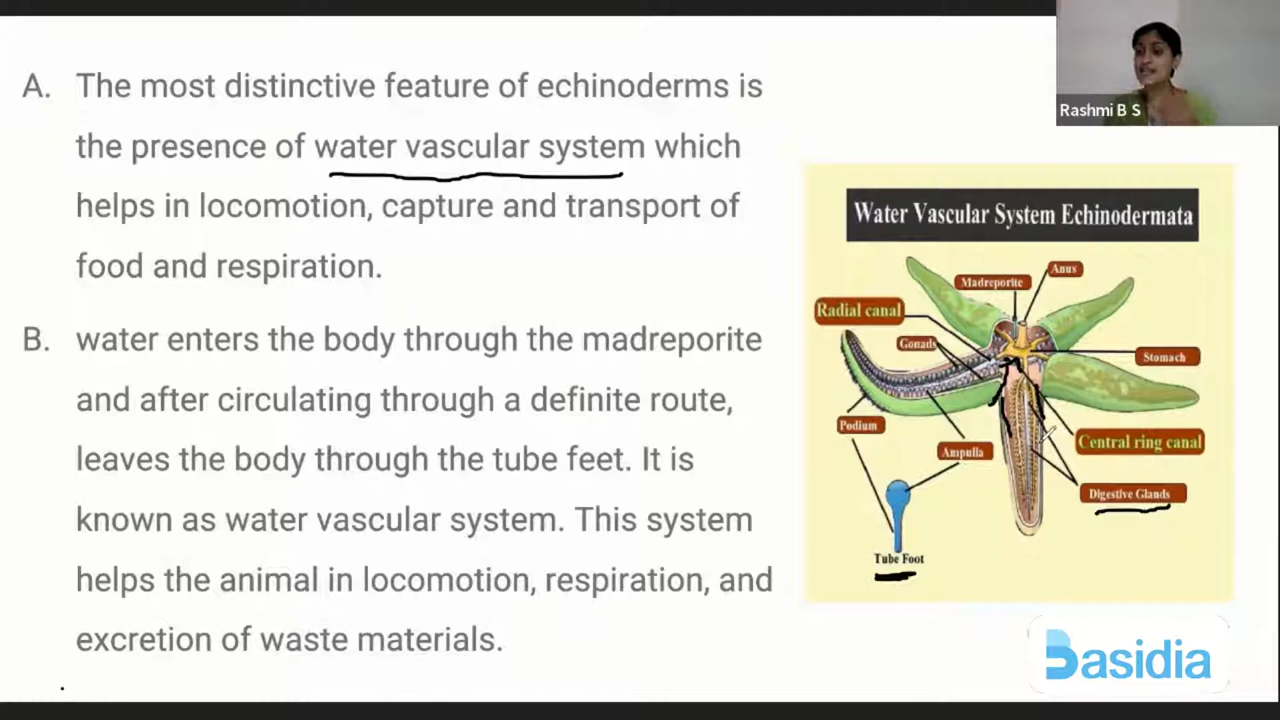 A. The most distinctive feature of echinoderms is
the presence of water vascular system which
helps in locomotion, capture and transport of
food and respiration.
B. water enters the body through the madreporite
and after circulating through a definite route,
leaves the body through the tube feet. It is
known as water vascular system. This system
helps the animal in locomotion, respiration, and
excretion of waste materials.
Rashmi B S
Water Vascular System Echinodermata
Anus
Madreporite
Radial canal
Gonads
Stomach
Podium
Central ring canal
Ampulla
Digestive Glands
Tube Foot
Basidia